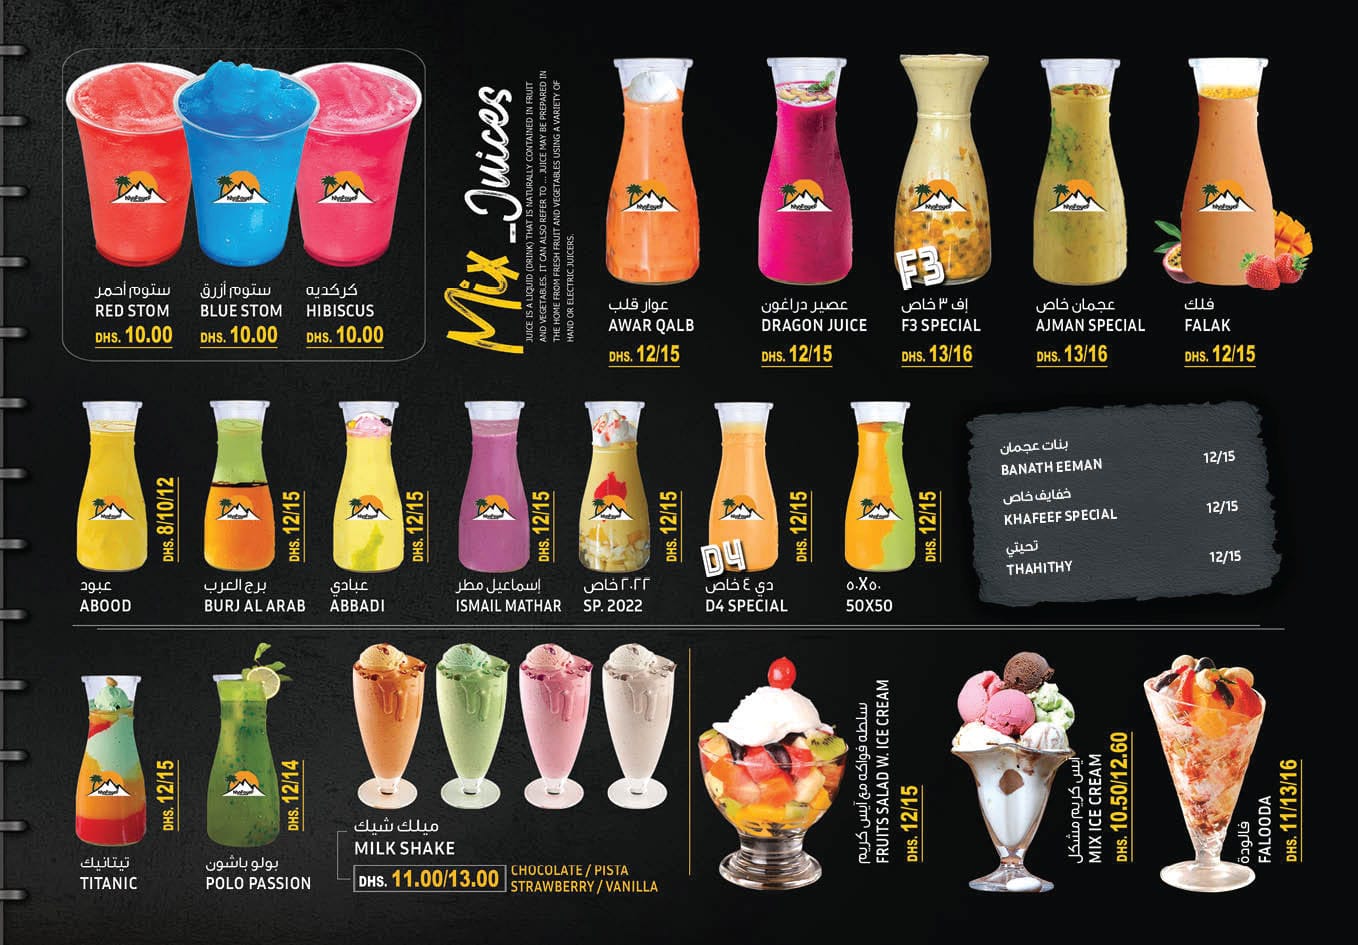 ستوم أحمر
RED STOM
DHS. 10.00
ستوم أزرق
BLUE STOM
DHS. 10.00
كركديه
HIBISCUS
DHS. 10.00
Mix Juices
JUICE IS A LIQUID (DRINK) THAT IS NATURALLY CONTAINED IN FRUIT
AND VEGETABLES. IT CAN ALSO REFER TO ... JUICE MAY BE PREPARED IN
THE HOME FROM FRESH FRUIT AND VEGETABLES USING A VARIETY OF
HAND OR ELECTRIC JUICERS.
عوار قلب
AWAR QALB
DHS. 12/15
عصير دراغون
DRAGON JUICE
DHS. 12/15
F3
إف ٣ خاص
F3 SPECIAL
DHS. 13/16
عجمان خاص
AJMAN SPECIAL
DHS. 13/16
فلك
FALAK
DHS. 12/15
عبود
ABOOD
DHS. 8/10/12
برج العرب
BURJ AL ARAB
DHS. 12/15
عبادي
ABBADI
DHS. 12/15
إسماعيل مطر
ISMAIL MATHAR
DHS. 12/15
٢.٢٢ خاص
SP. 2022
DHS. 12/15
D4
دي ٤ خاص
D4 SPECIAL
DHS. 12/15
٥.X٥.
50X50
DHS. 12/15
بنات عجمان
BANATH EEMAN 12/15
خفايف خاص
KHAFEEF SPECIAL 12/15
تحيتي
THAHITHY 12/15
تيتانيك
TITANIC
DHS. 12/15
بولو باشون
POLO PASSION
DHS. 12/14
ميلك شيك
MILK SHAKE
DHS. 11.00/13.00
CHOCOLATE / PISTA
STRAWBERRY / VANILLA
سلطه فواكه مع آيس كريم
FRUITS SALAD W. ICE CREAM
DHS. 12/15
آيس كريم مشكل
MIX ICE CREAM
DHS. 10.50/12.60
فالودة
FALOODA
DHS. 11/13/16